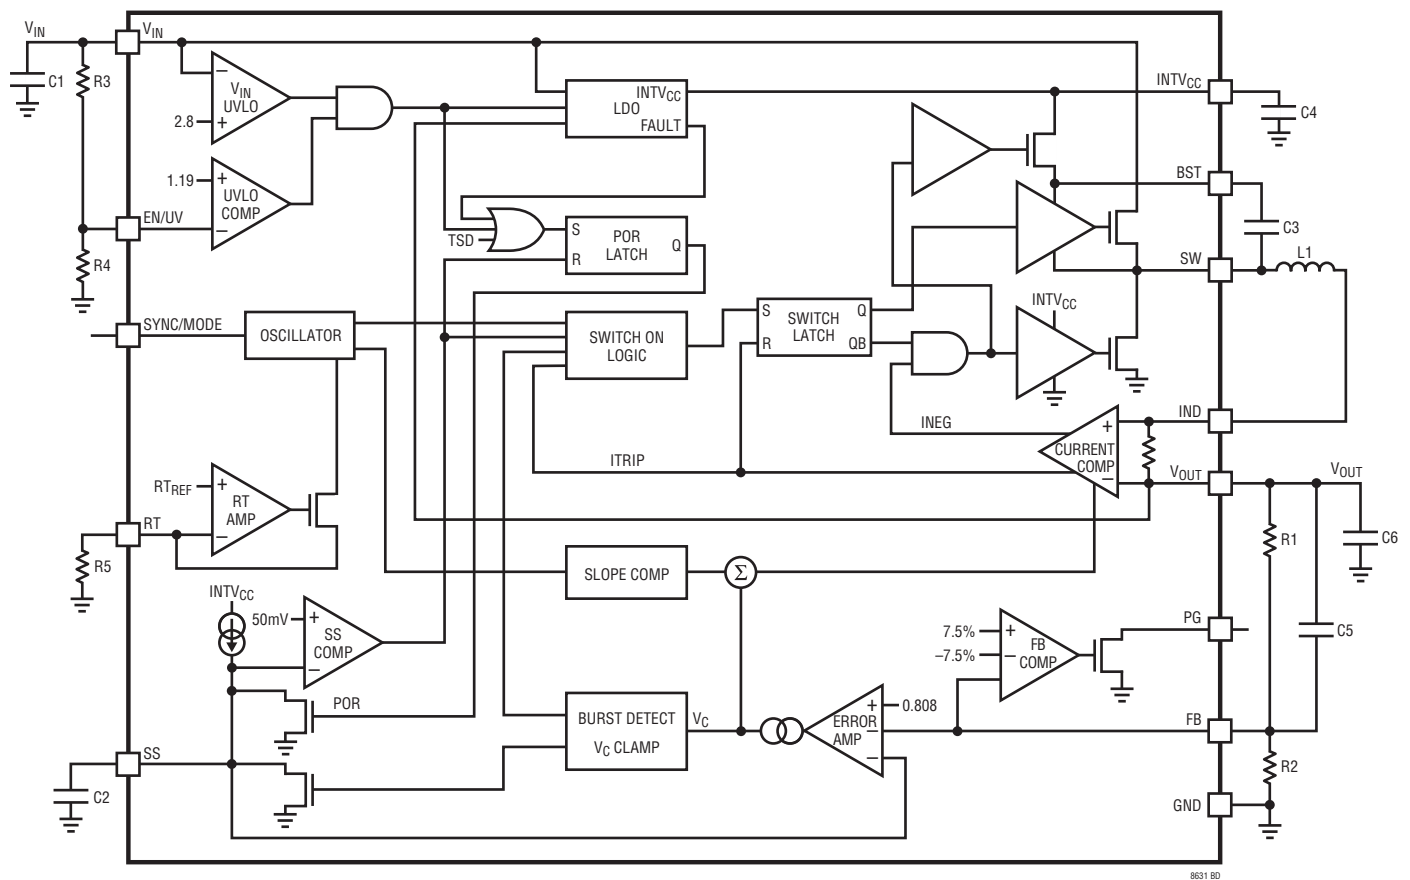 VIN
VIN
C1
R3
VIN
UVLO
2.8
−
+
1.19
+
−
UVLO
COMP
EN/UV
R4
INTVCC
LDO
FAULT
TSD
S
R
POR
LATCH
Q
INTVCC
C4
BST
C3
SW
L1
SYNC/MODE
OSCILLATOR
SWITCH ON
LOGIC
S
R
SWITCH
LATCH
Q
QB
INTVCC
INEG
ITRIP
+
−
CURRENT
COMP
IND
VOUT
VOUT
R1
C6
RTREF
+
−
RT
AMP
RT
R5
SLOPE COMP
Σ
INTVCC
50mV
+
−
SS
COMP
POR
7.5%
–7.5%
+
−
FB
COMP
PG
C5
BURST DETECT
VC CLAMP
VC
ERROR
AMP
+
−
−
0.808
FB
SS
C2
R2
GND
8631 BD